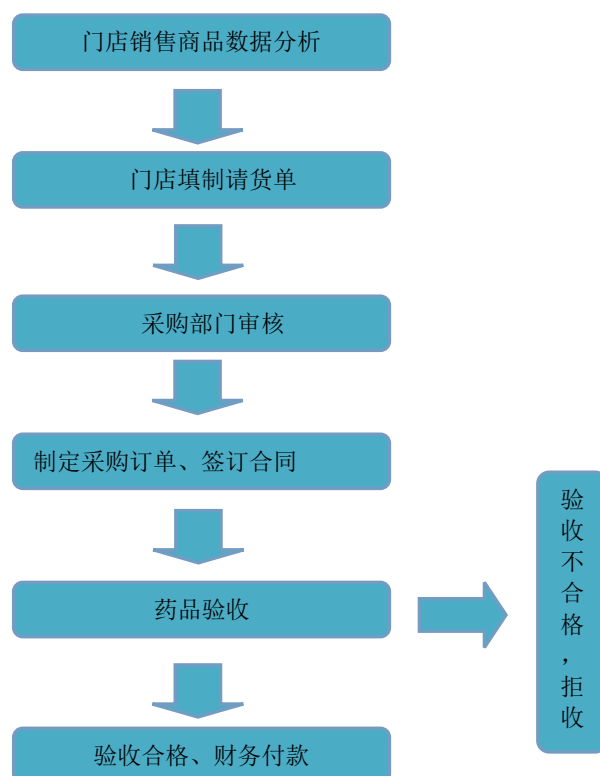 门店销售商品数据分析
门店填制请货单
采购部门审核
制定采购订单、签订合同
药品验收
验收不合格，拒收
验收合格、财务付款